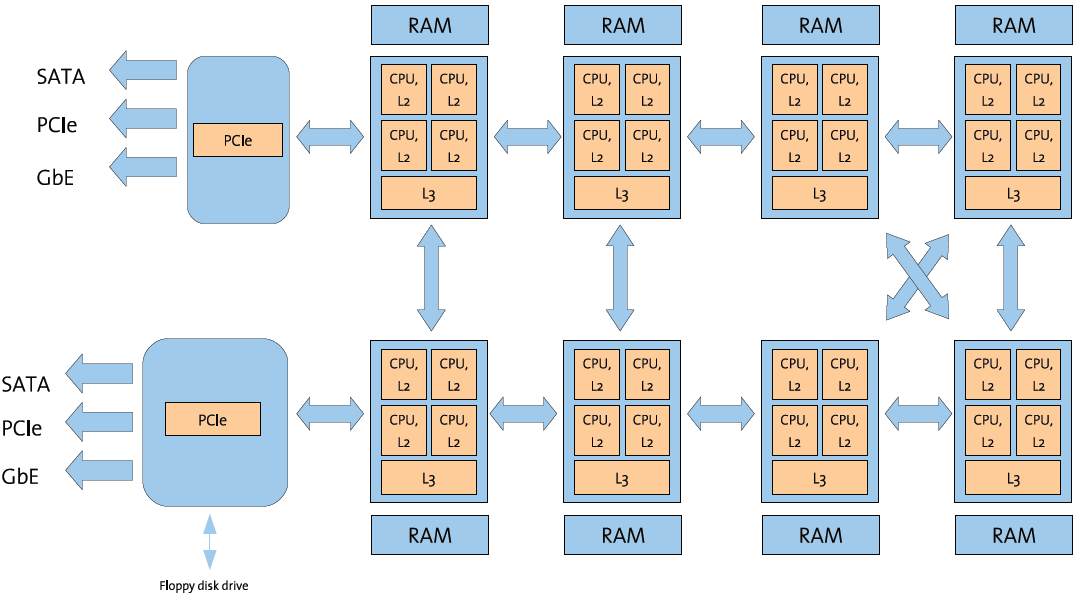 RAM RAM RAM RAM
SATA
PCIe
GbE
PCIe
CPU, CPU, CPU, CPU, CPU, CPU, CPU, CPU,
L2 L2 L2 L2 L2 L2 L2 L2
CPU, CPU, CPU, CPU, CPU, CPU, CPU, CPU,
L2 L2 L2 L2 L2 L2 L2 L2
L3 L3 L3 L3
SATA
PCIe
GbE
PCIe
CPU, CPU, CPU, CPU, CPU, CPU, CPU, CPU,
L2 L2 L2 L2 L2 L2 L2 L2
CPU, CPU, CPU, CPU, CPU, CPU, CPU, CPU,
L2 L2 L2 L2 L2 L2 L2 L2
L3 L3 L3 L3
RAM RAM RAM RAM
Floppy disk drive